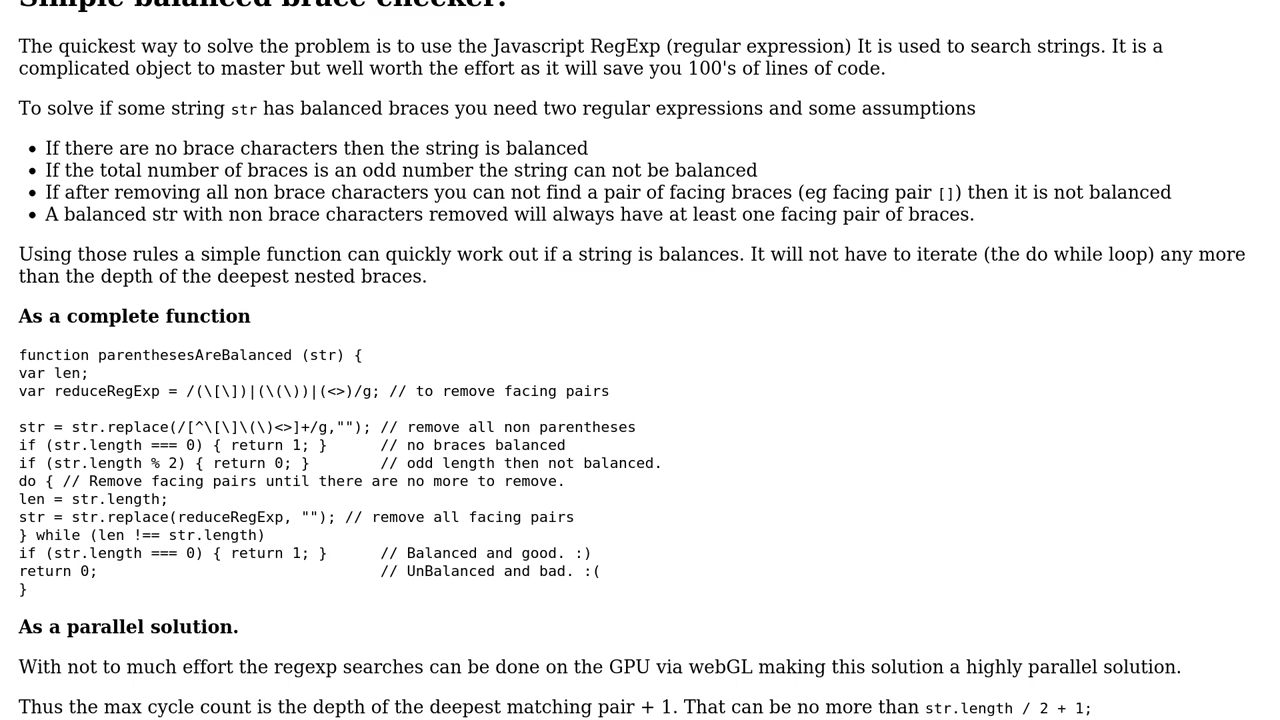 Simple balanced brace checker.
The quickest way to solve the problem is to use the Javascript RegExp (regular expression) It is used to search strings. It is a
complicated object to master but well worth the effort as it will save you 100's of lines of code.
To solve if some string str has balanced braces you need two regular expressions and some assumptions
• If there are no brace characters then the string is balanced
• If the total number of braces is an odd number the string can not be balanced
• If after removing all non brace characters you can not find a pair of facing braces (eg facing pair []) then it is not balanced
• A balanced str with non brace characters removed will always have at least one facing pair of braces.
Using those rules a simple function can quickly work out if a string is balances. It will not have to iterate (the do while loop) any more
than the depth of the deepest nested braces.
As a complete function
function parenthesesAreBalanced (str) {
var len;
var reduceRegExp = /(\[\])|(\(\))|(<>)/g; // to remove facing pairs
str = str.replace(/[^\[\]\(\)<>]+/g,""); // remove all non parentheses
if (str.length === 0) { return 1; }      // no braces balanced
if (str.length % 2) { return 0; }        // odd length then not balanced.
do { // Remove facing pairs until there are no more to remove.
len = str.length;
str = str.replace(reduceRegExp, ""); // remove all facing pairs
} while (len !== str.length)
if (str.length === 0) { return 1; }      // Balanced and good. :)
return 0;                                // UnBalanced and bad. :(
}
As a parallel solution.
With not to much effort the regexp searches can be done on the GPU via webGL making this solution a highly parallel solution.
Thus the max cycle count is the depth of the deepest matching pair + 1. That can be no more than str.length / 2 + 1;